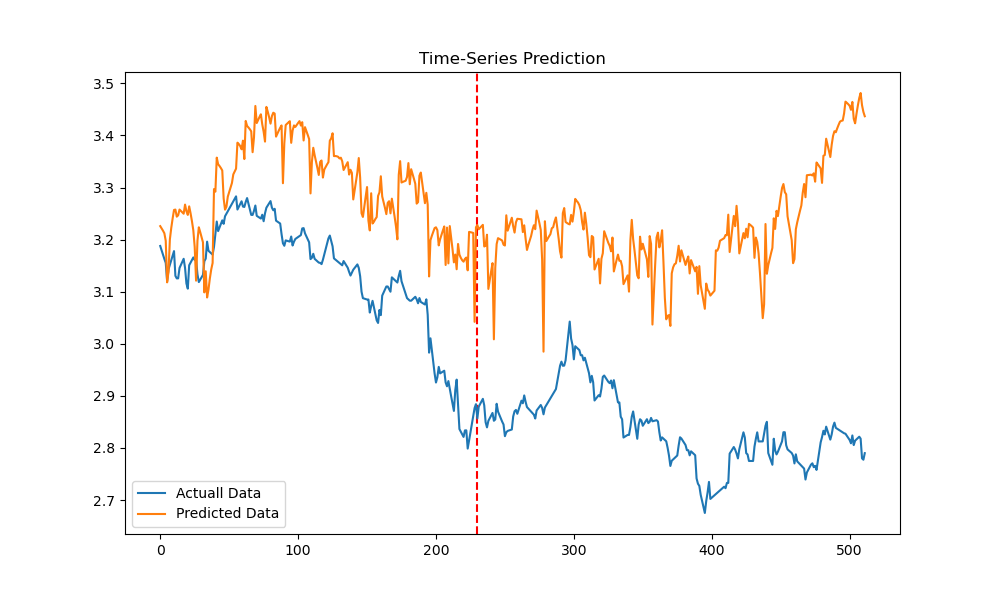 Time-Series Prediction
3.5
3.4
3.3
3.2
3.1
3.0
2.9
2.8
2.7
Actuall Data
Predicted Data
0 100 200 300 400 500